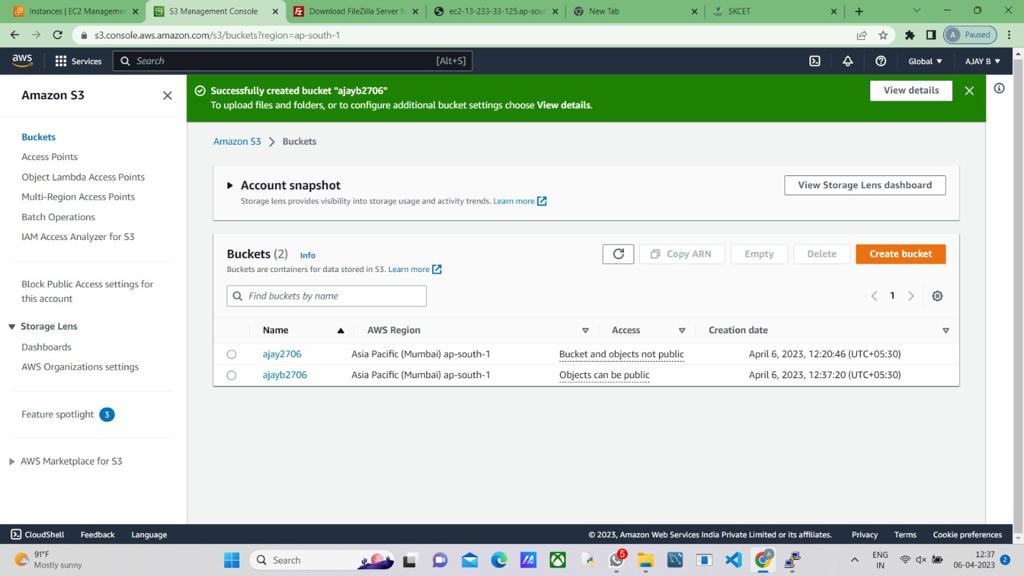 Instances | EC2 Managemen
S3 Management Console
Download FileZilla Server f
ec2-13-233-33-125.ap-sout
New Tab
SKCET
s3.console.aws.amazon.com/s3/buckets?region=ap-south-1
A Paused
aws
Services
Search
[Alt+S]
Global
AJAY B
Amazon S3
Buckets
Access Points
Object Lambda Access Points
Multi-Region Access Points
Batch Operations
IAM Access Analyzer for S3
Block Public Access settings for
this account
Storage Lens
Dashboards
AWS Organizations settings
Feature spotlight 3
AWS Marketplace for S3
Successfully created bucket "ajayb2706"
To upload files and folders, or to configure additional bucket settings choose View details.
View details
Amazon S3 > Buckets
Account snapshot
Storage lens provides visibility into storage usage and activity trends. Learn more
View Storage Lens dashboard
Buckets (2) Info
Buckets are containers for data stored in S3. Learn more
Copy ARN
Empty
Delete
Create bucket
Find buckets by name
1
Name AWS Region Access Creation date
ajay2706 Asia Pacific (Mumbai) ap-south-1 Bucket and objects not public April 6, 2023, 12:20:46 (UTC+05:30)
ajayb2706 Asia Pacific (Mumbai) ap-south-1 Objects can be public April 6, 2023, 12:37:20 (UTC+05:30)
CloudShell Feedback Language
© 2023, Amazon Web Services India Private Limited or its affiliates. Privacy Terms Cookie preferences
91°F
Mostly sunny
Search
5
ENG
IN
12:37
06-04-2023
2